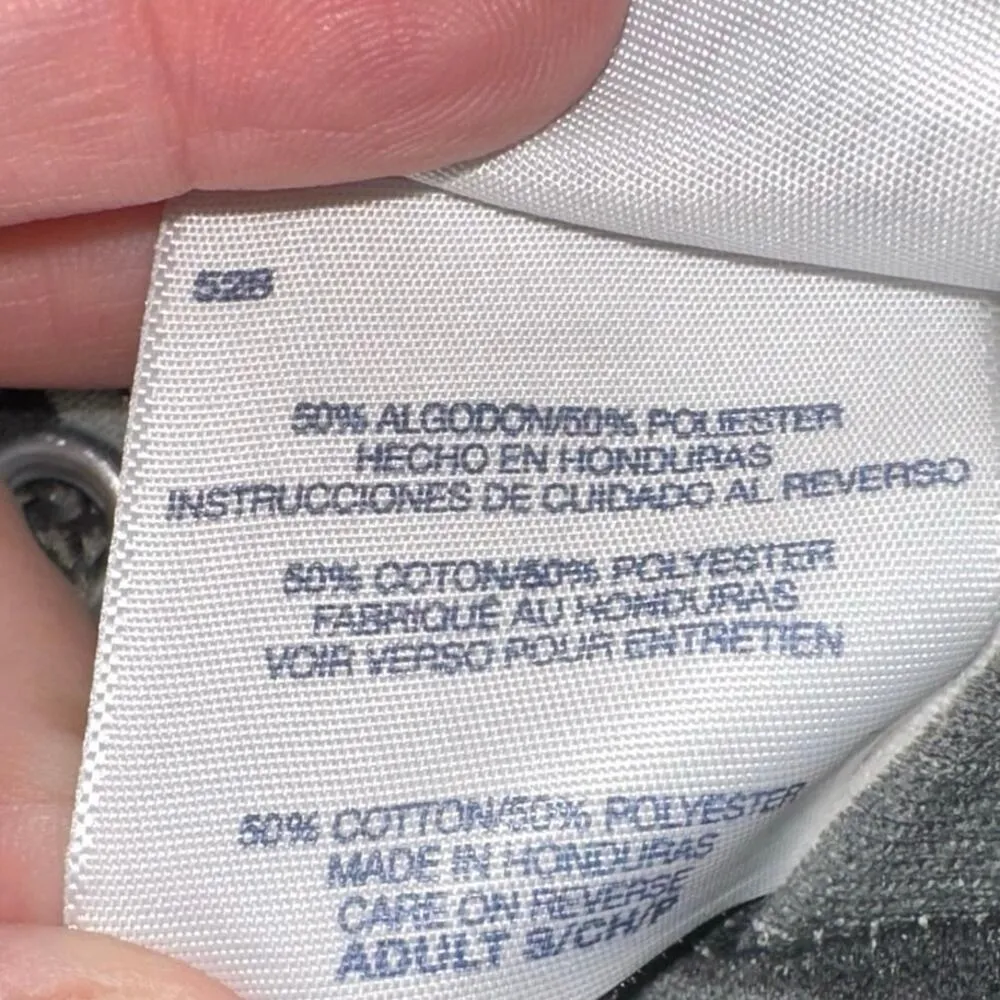 528
50% ALGODON/50% POLIESTER
HECHO EN HONDURAS
INSTRUCCIONES DE CUIDADO AL REVERSO
50% COTON/50% POLYESTER
FABRIQUÉ AU HONDURAS
VOIR VERSO POUR ENTRETIEN
50% COTTON/50% POLYESTER
MADE IN HONDURAS
CARE ON REVERSE
ADULT S/CH/P